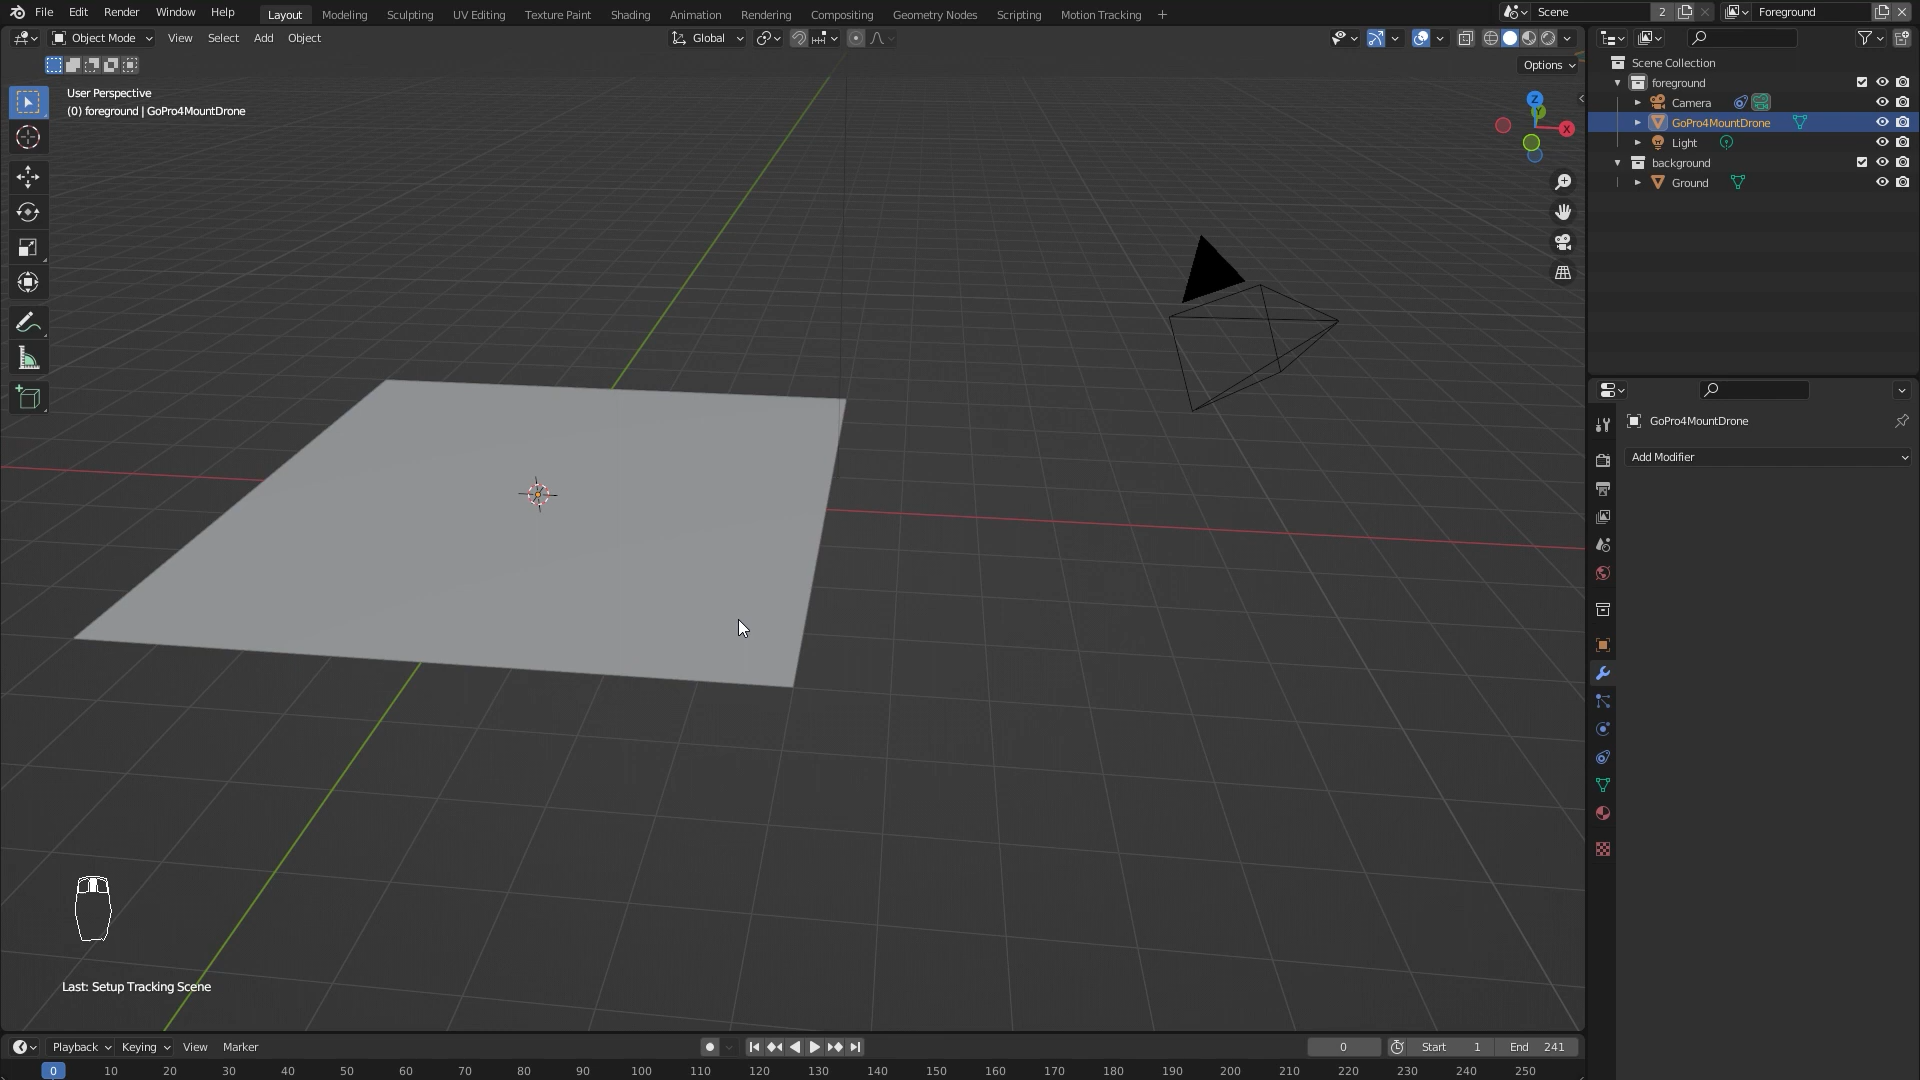 File Edit Render Window Help Layout Modeling Sculpting UV Editing Texture Paint Shading Animation Rendering Compositing Geometry Nodes Scripting Motion Tracking + Scene 2 Foreground
Object Mode View Select Add Object Global
Options
User Perspective
(0) foreground | GoPro4MountDrone
Z
Y
X
Scene Collection
foreground
Camera
GoPro4MountDrone
Light
background
Ground
GoPro4MountDrone
Add Modifier
Last: Setup Tracking Scene
Playback Keying View Marker 0 Start 1 End 241
0 10 20 30 40 50 60 70 80 90 100 110 120 130 140 150 160 170 180 190 200 210 220 230 240 250